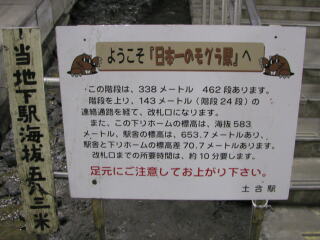 当地下駅海抜五八三米
ようこそ『日本一のモグラ駅』へ
この階段は、338メートル 462段あります。
階段を上り、143メートル（階段24段）の
連絡通路を経て、改札口になります。
また、この下りホームの標高は、海抜583
メートル、駅舎の標高は、653.7メートルあり、
駅舎と下りホームの標高差70.7メートルあります。
改札口までの所要時間は、約10分要します。
足元にご注意してお上がり下さい。
土合駅